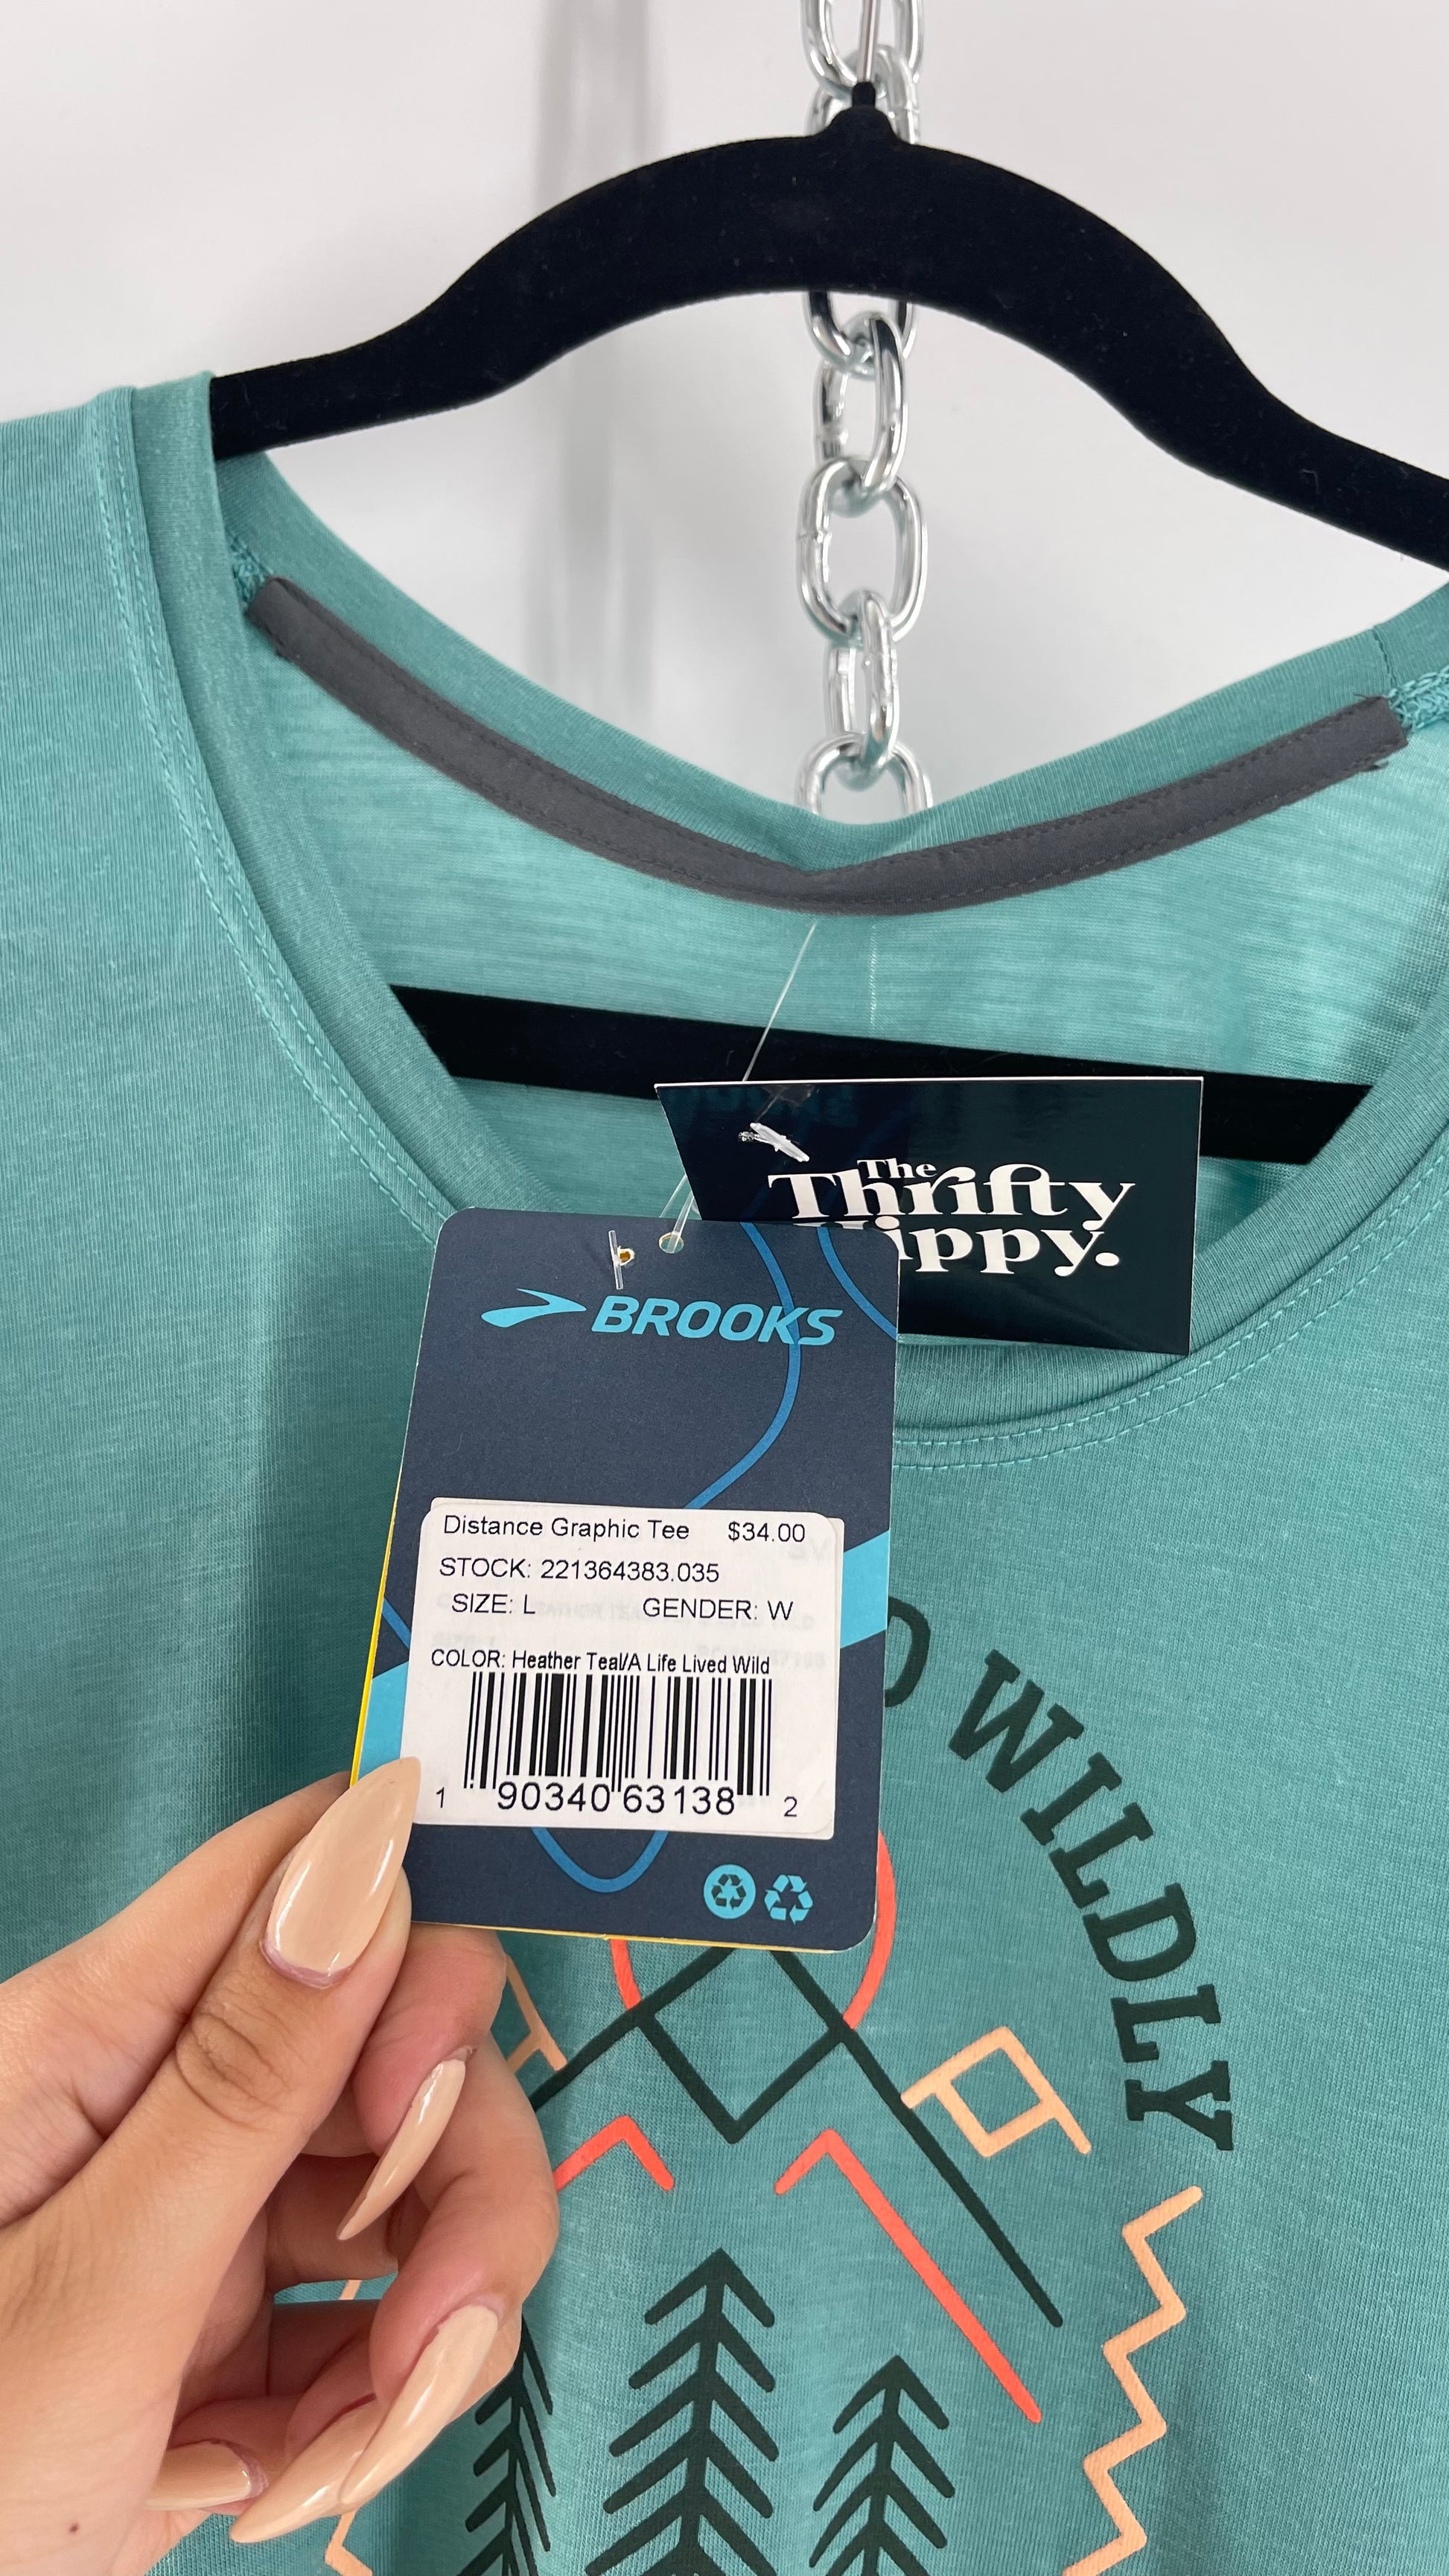 The
Thrifty
ippy.
BROOKS
Distance Graphic Tee $34.00
STOCK: 221364383.035
SIZE: L GENDER: W
COLOR: Heather Teal/A Life Lived Wild
1 90340 63138 2
D WILDLY